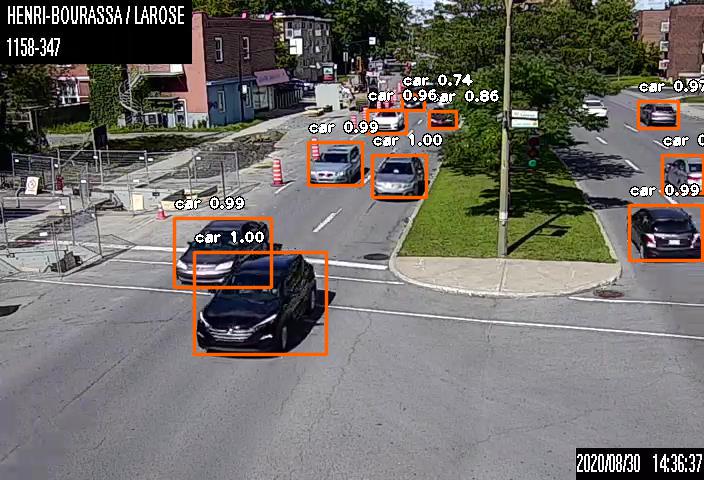 HENRI-BOURASSA / LAROSE
1158-347
car 0.74
car 0.96
car 0.86
car 0.97
car 0.99
car 1.00
car 0.99
car 0.99
car 1.00
2020/08/30 14:36:37